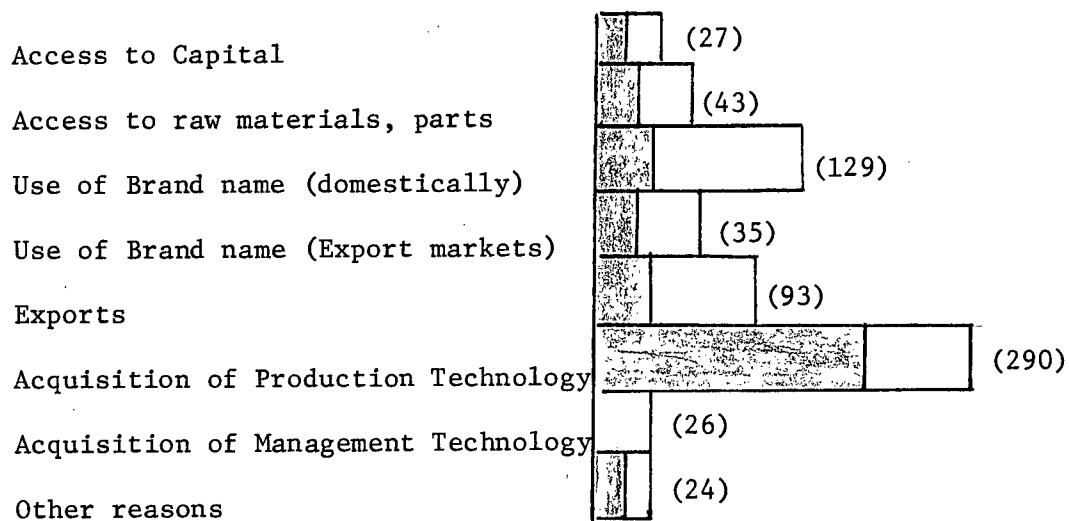 Access to Capital (27)
Access to raw materials, parts (43)
Use of Brand name (domestically) (129)
Use of Brand name (Export markets) (35)
Exports (93)
Acquisition of Production Technology (290)
Acquisition of Management Technology (26)
Other reasons (24)